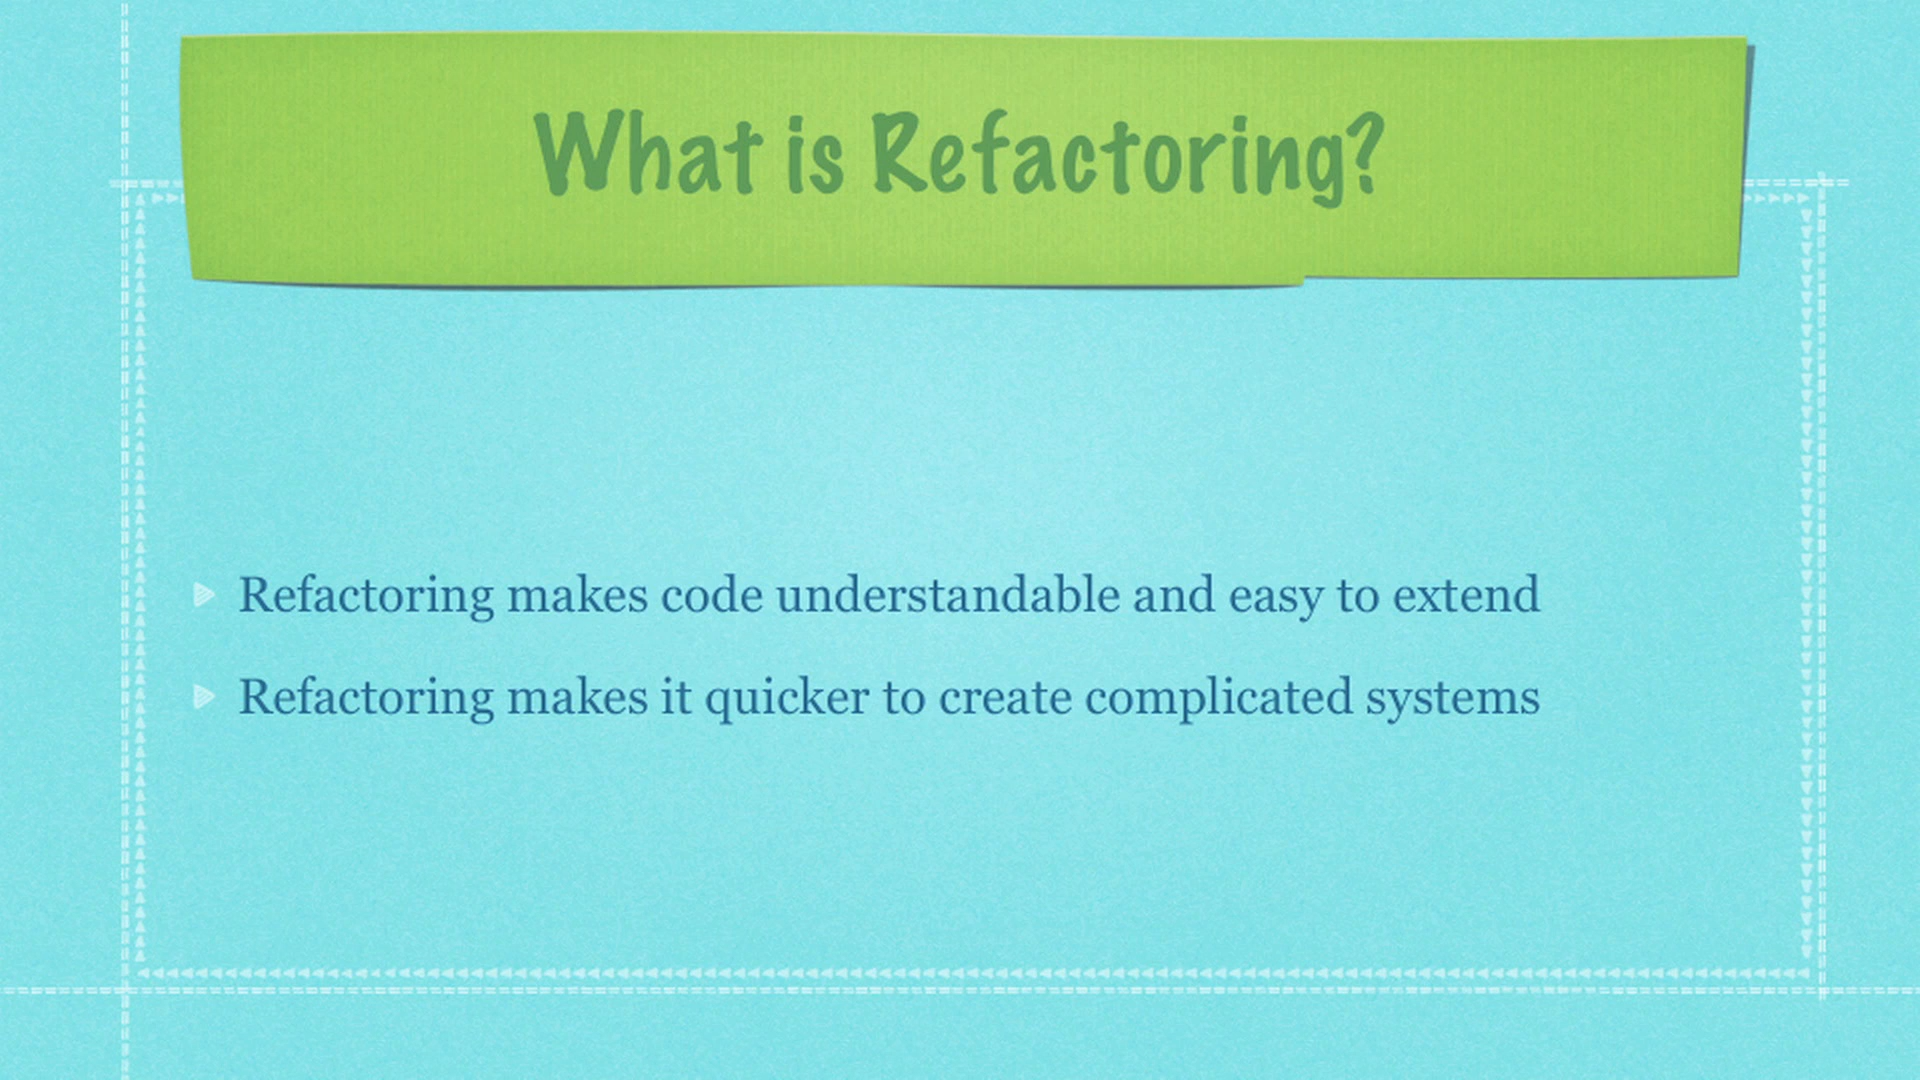 What is Refactoring?
Refactoring makes code understandable and easy to extend
Refactoring makes it quicker to create complicated systems